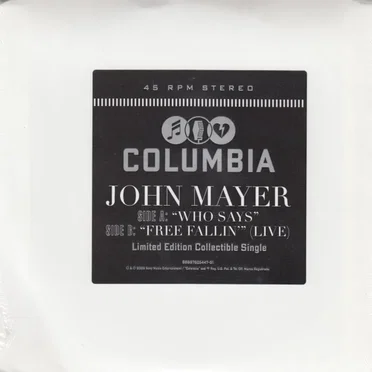 45 RPM STEREO
COLUMBIA
JOHN MAYER
SIDE A: "WHO SAYS"
SIDE B: "FREE FALLIN'" (LIVE)
Limited Edition Collectible Single